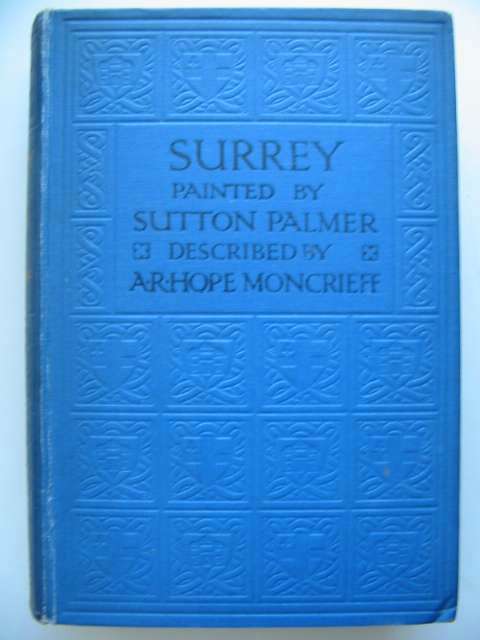 SURREY
PAINTED BY
SUTTON PALMER
DESCRIBED BY
A·R·HOPE MONCRIEFF